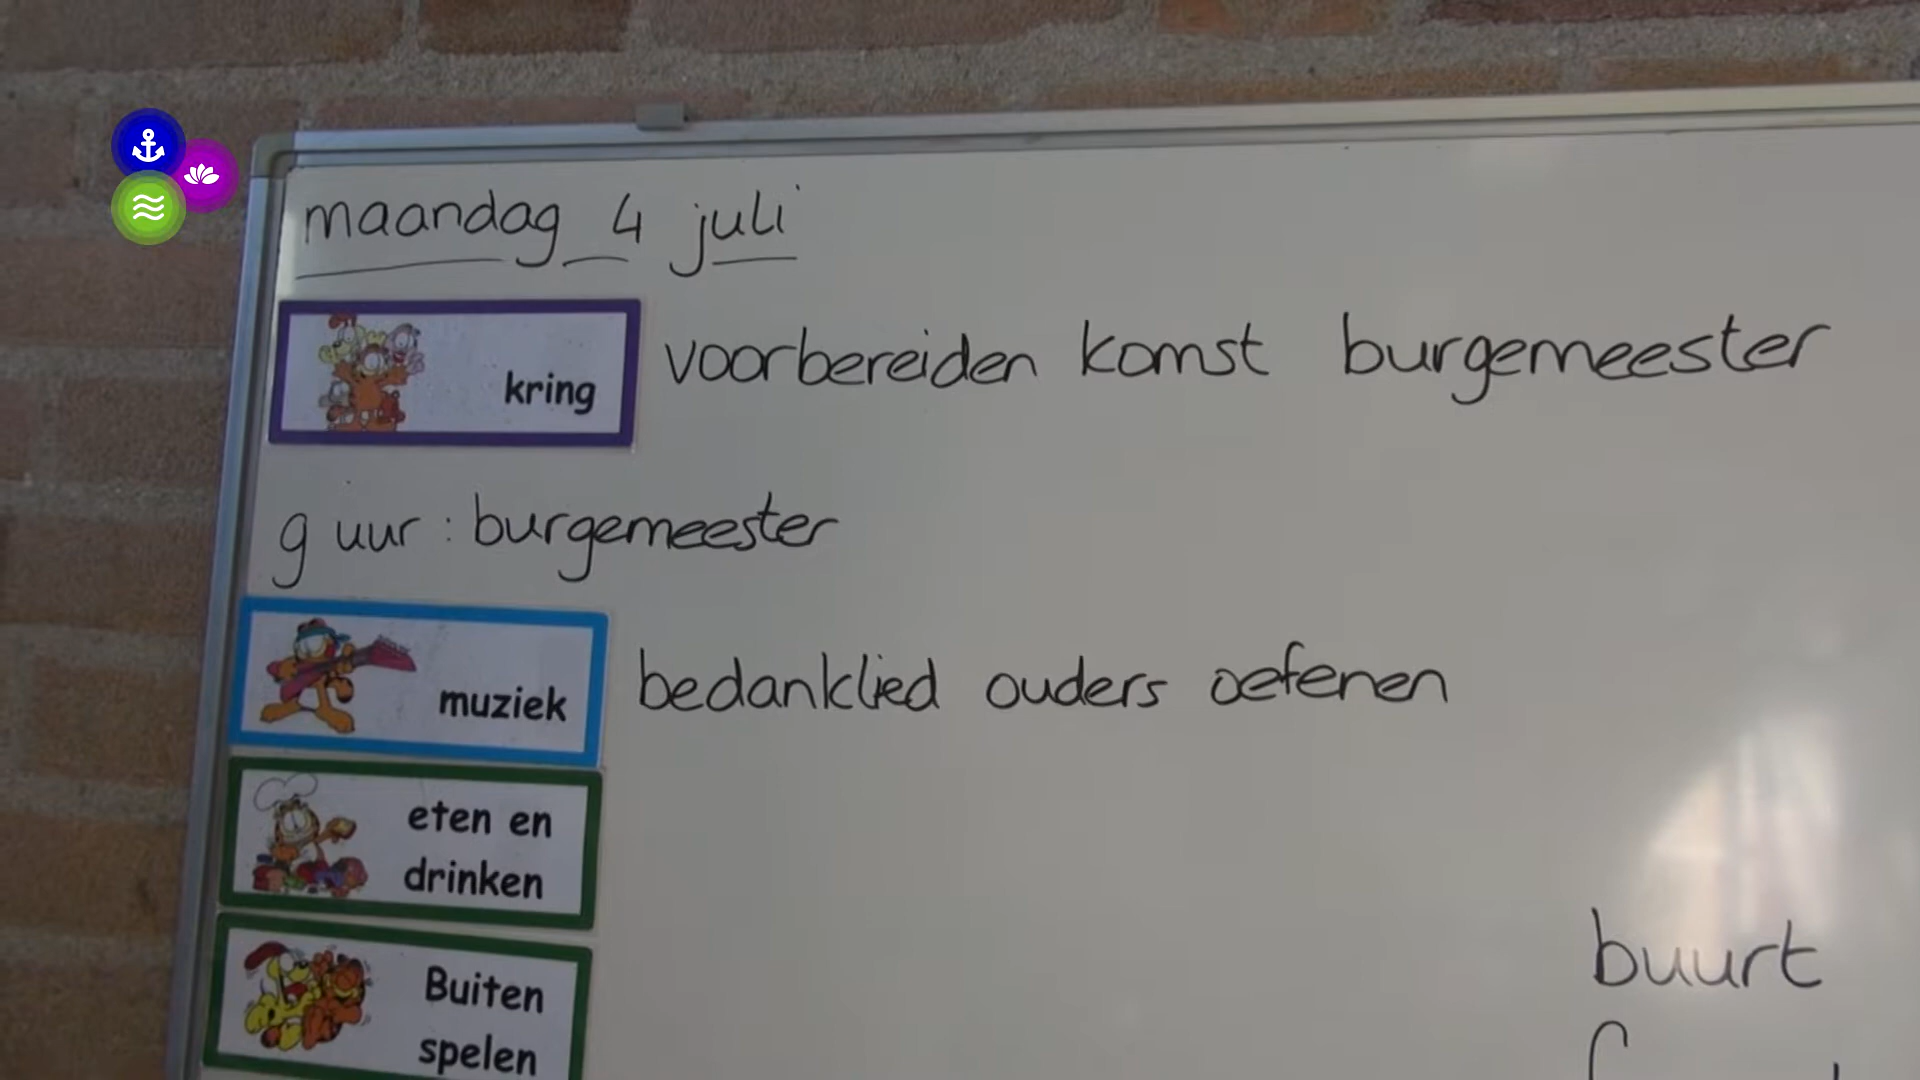 maandag 4 juli
kring voorbereiden komst burgemeester
9 uur : burgemeester
muziek bedanklied ouders oefenen
eten en
drinken
Buiten
spelen
buurt